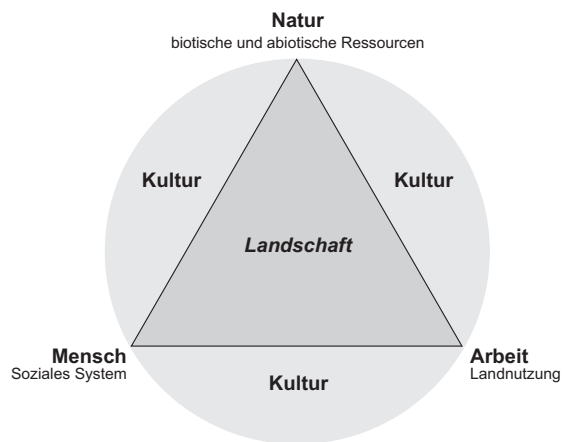 Natur
biotische und abiotische Ressourcen
Kultur
Kultur
Landschaft
Mensch
Soziales System
Arbeit
Landnutzung
Kultur